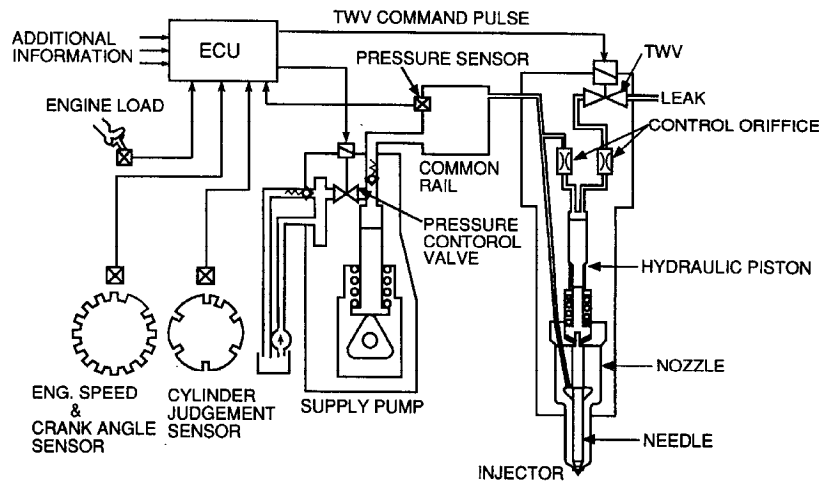 TWV COMMAND PULSE
ADDITIONAL
INFORMATION
ECU
PRESSURE SENSOR
TWV
ENGINE LOAD
LEAK
CONTROL ORIFFICE
COMMON
RAIL
PRESSURE
CONTOROL
VALVE
HYDRAULIC PISTON
NOZZLE
ENG. SPEED
&
CRANK ANGLE
SENSOR
CYLINDER
JUDGEMENT
SENSOR
SUPPLY PUMP
NEEDLE
INJECTOR